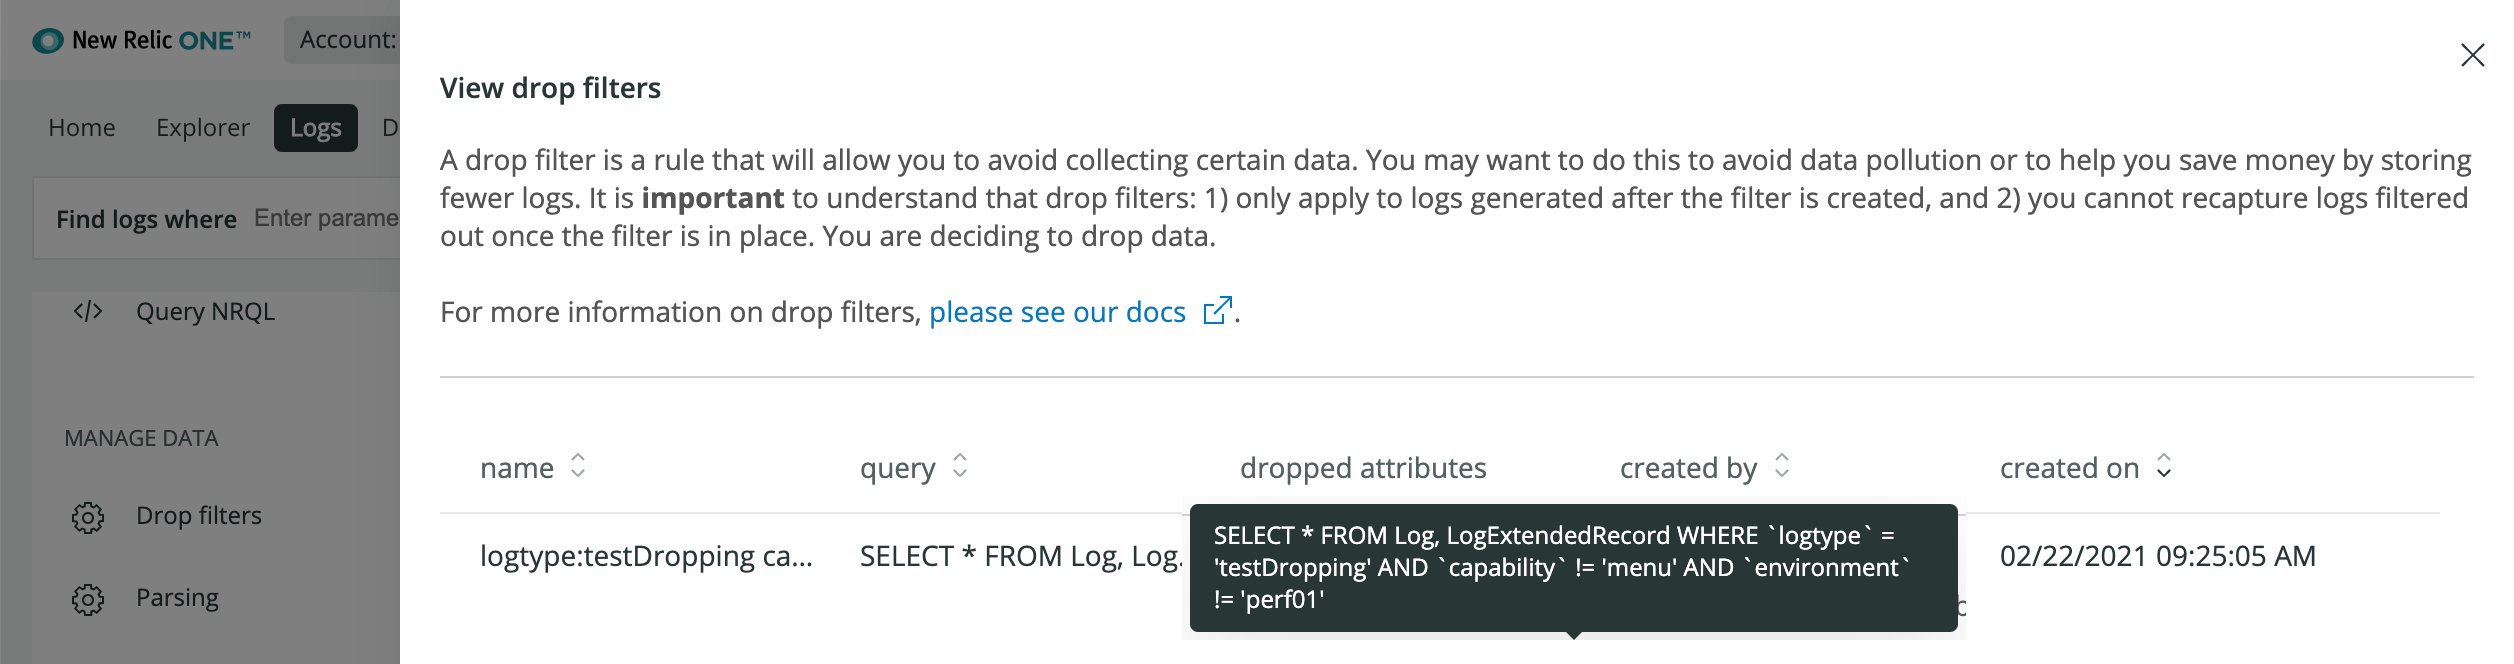 New Relic ONE™
Account:
Home
Explorer
Logs
D
Find logs where
Enter parame
Query NRQL
MANAGE DATA
Drop filters
Parsing
View drop filters
A drop filter is a rule that will allow you to avoid collecting certain data. You may want to do this to avoid data pollution or to help you save money by storing
fewer logs. It is important to understand that drop filters: 1) only apply to logs generated after the filter is created, and 2) you cannot recapture logs filtered
out once the filter is in place. You are deciding to drop data.
For more information on drop filters, please see our docs .
name
query
dropped attributes
created by
created on
logtype:testDropping ca...
SELECT * FROM Log, Log.
SELECT * FROM Log, LogExtendedRecord WHERE `logtype` =
'testDropping' AND `capability` != 'menu' AND `environment`
!= 'perf01'
02/22/2021 09:25:05 AM